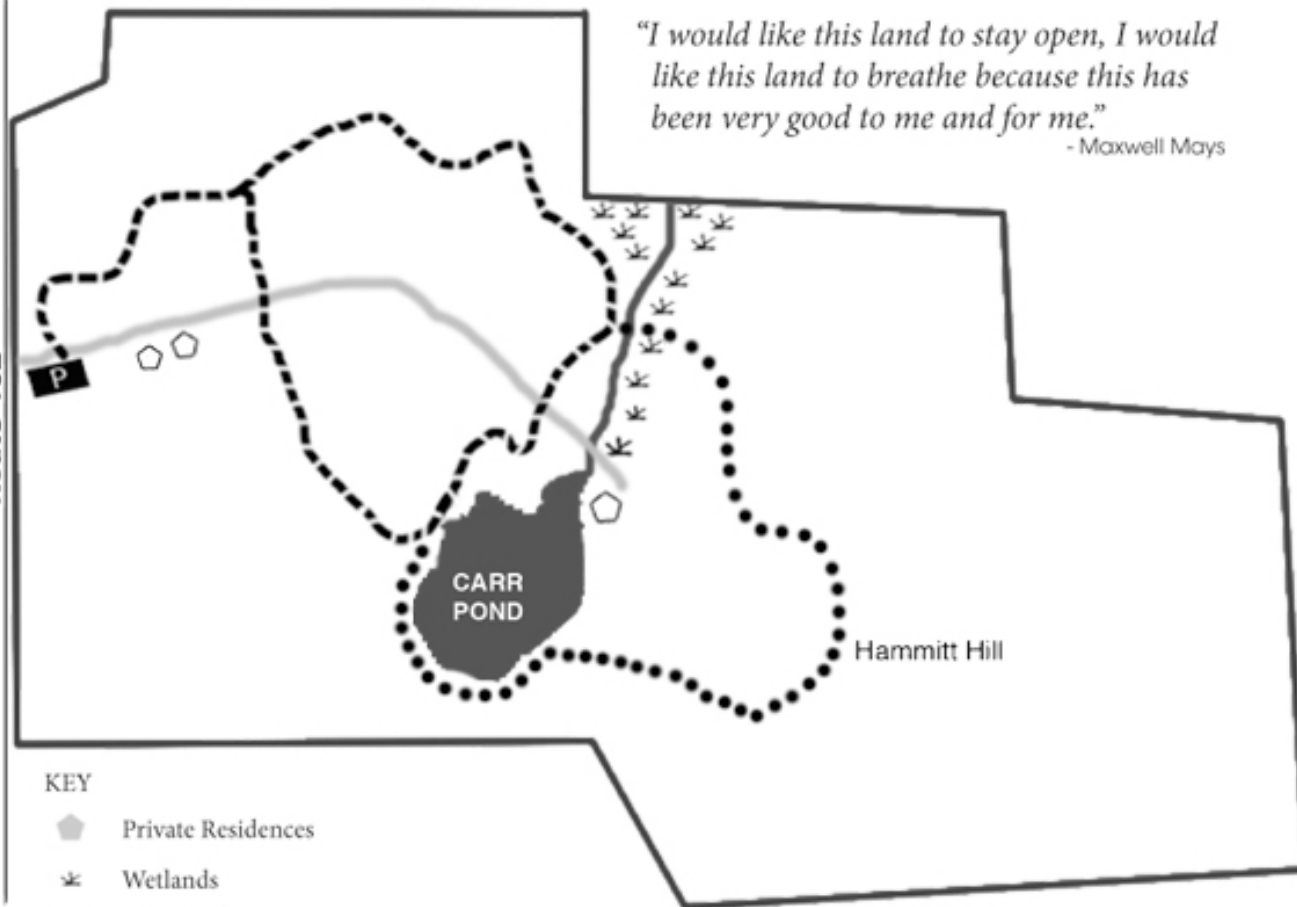 “I would like this land to stay open, I would
like this land to breathe because this has
been very good to me and for me.”
- Maxwell Mays
P
CARR
POND
Hammitt Hill
KEY
Private Residences
Wetlands